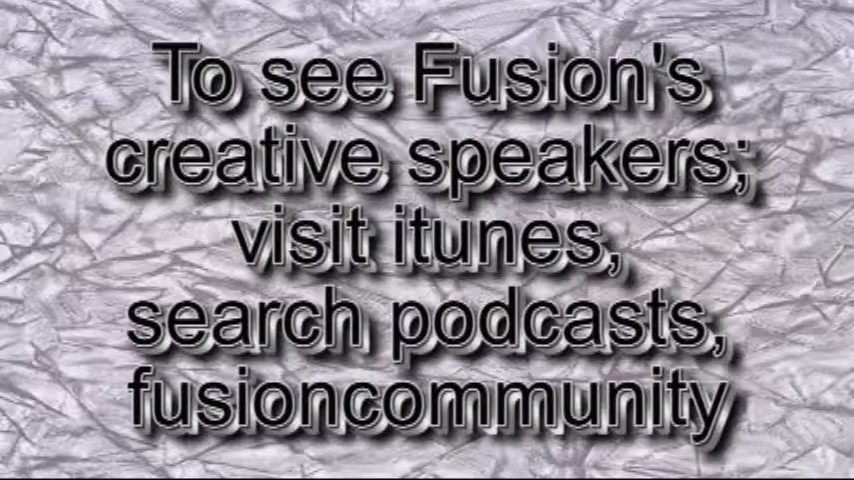 To see Fusion's
creative speakers;
visit itunes,
search podcasts,
fusioncommunity